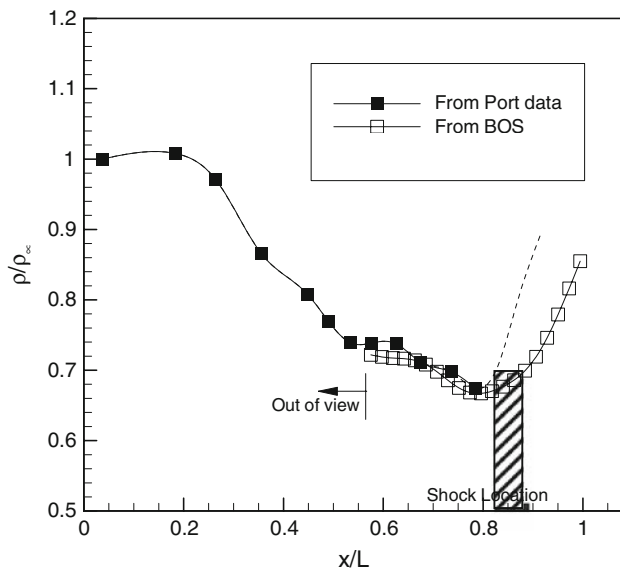 1.2
1.1
1
0.9
0.8
0.7
0.6
0.5
ρ/ρ∞
From Port data
From BOS
Out of view
Shock Location
0
0.2
0.4
0.6
0.8
1
x/L